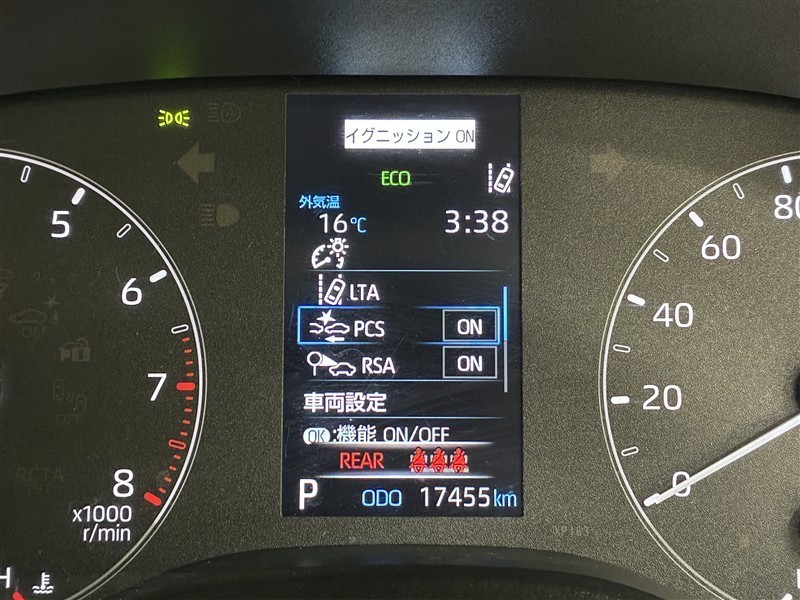 イグニッション ON
ECO
外気温
16℃
3:38
LTA
PCS ON
RSA ON
車両設定
OK:機能 ON/OFF
REAR
P ODO 17455km
5
6
7
8
x1000
r/min
H
OFF
RCTA
80
60
40
20
0